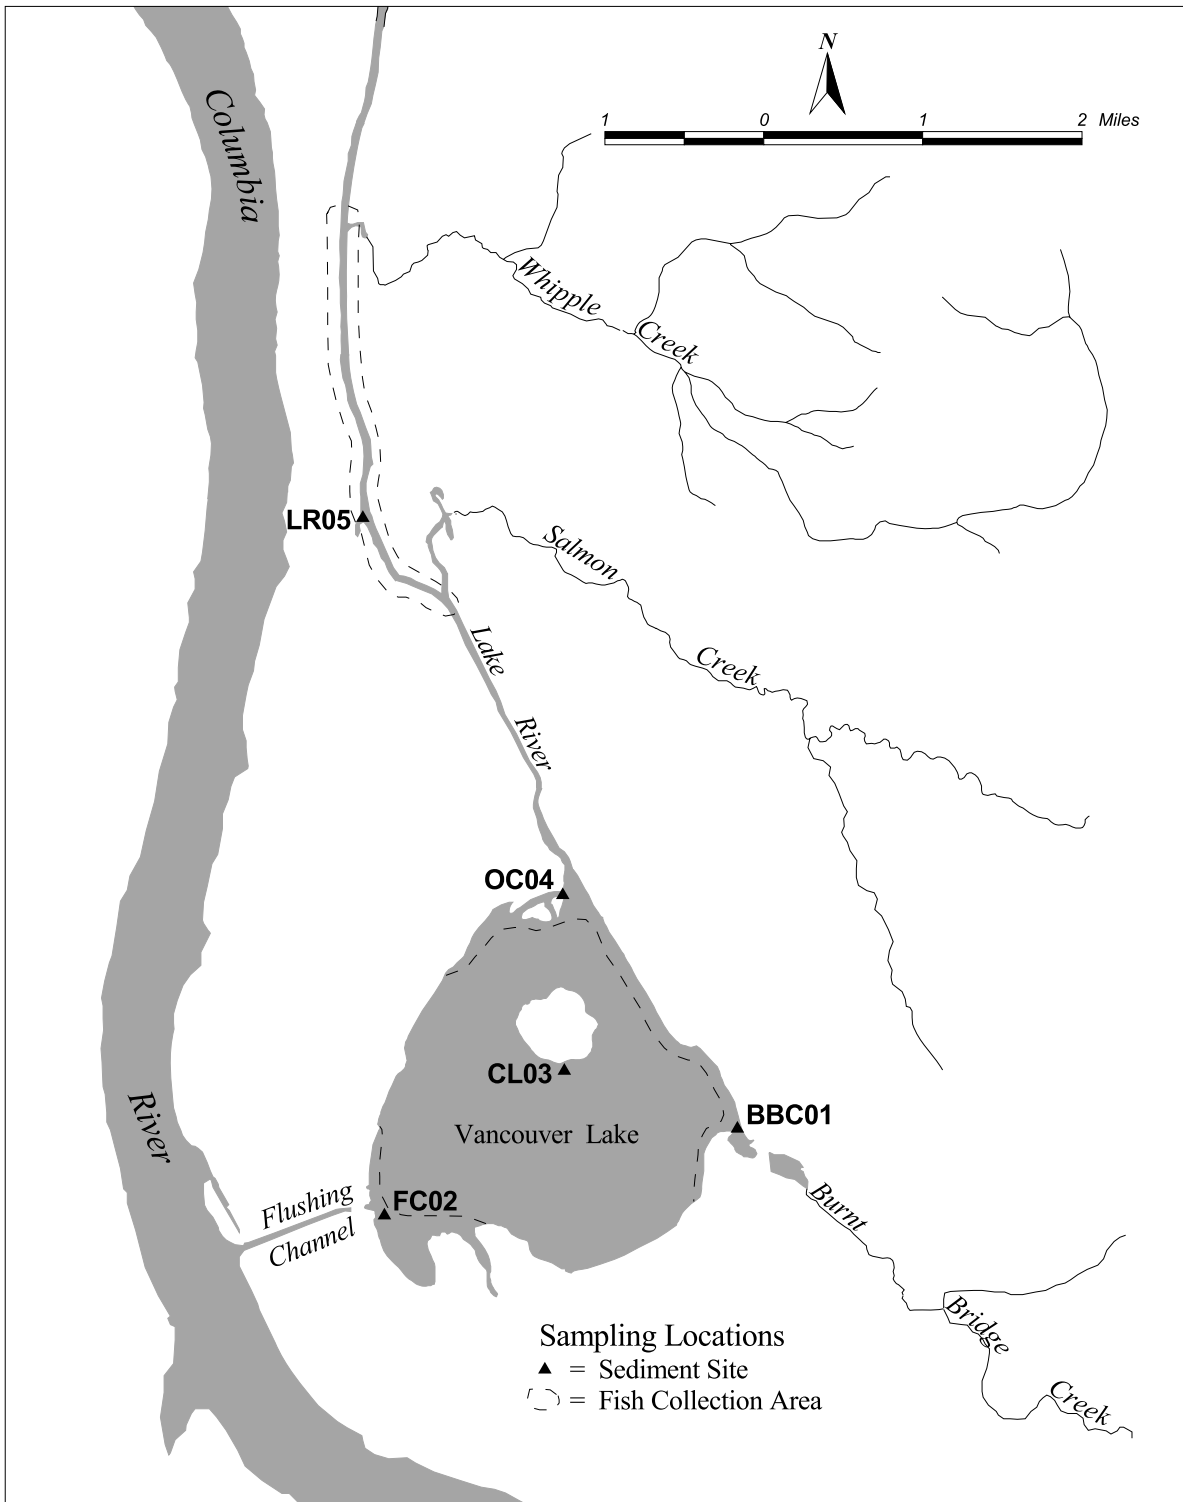 N
1 0 1 2 Miles
Columbia
Whipple
Creek
LR05
Salmon
Creek
Lake
River
OC04
CL03
BBC01
Vancouver Lake
River
FC02
Flushing
Channel
Burnt
Bridge
Creek
Sampling Locations
= Sediment Site
= Fish Collection Area